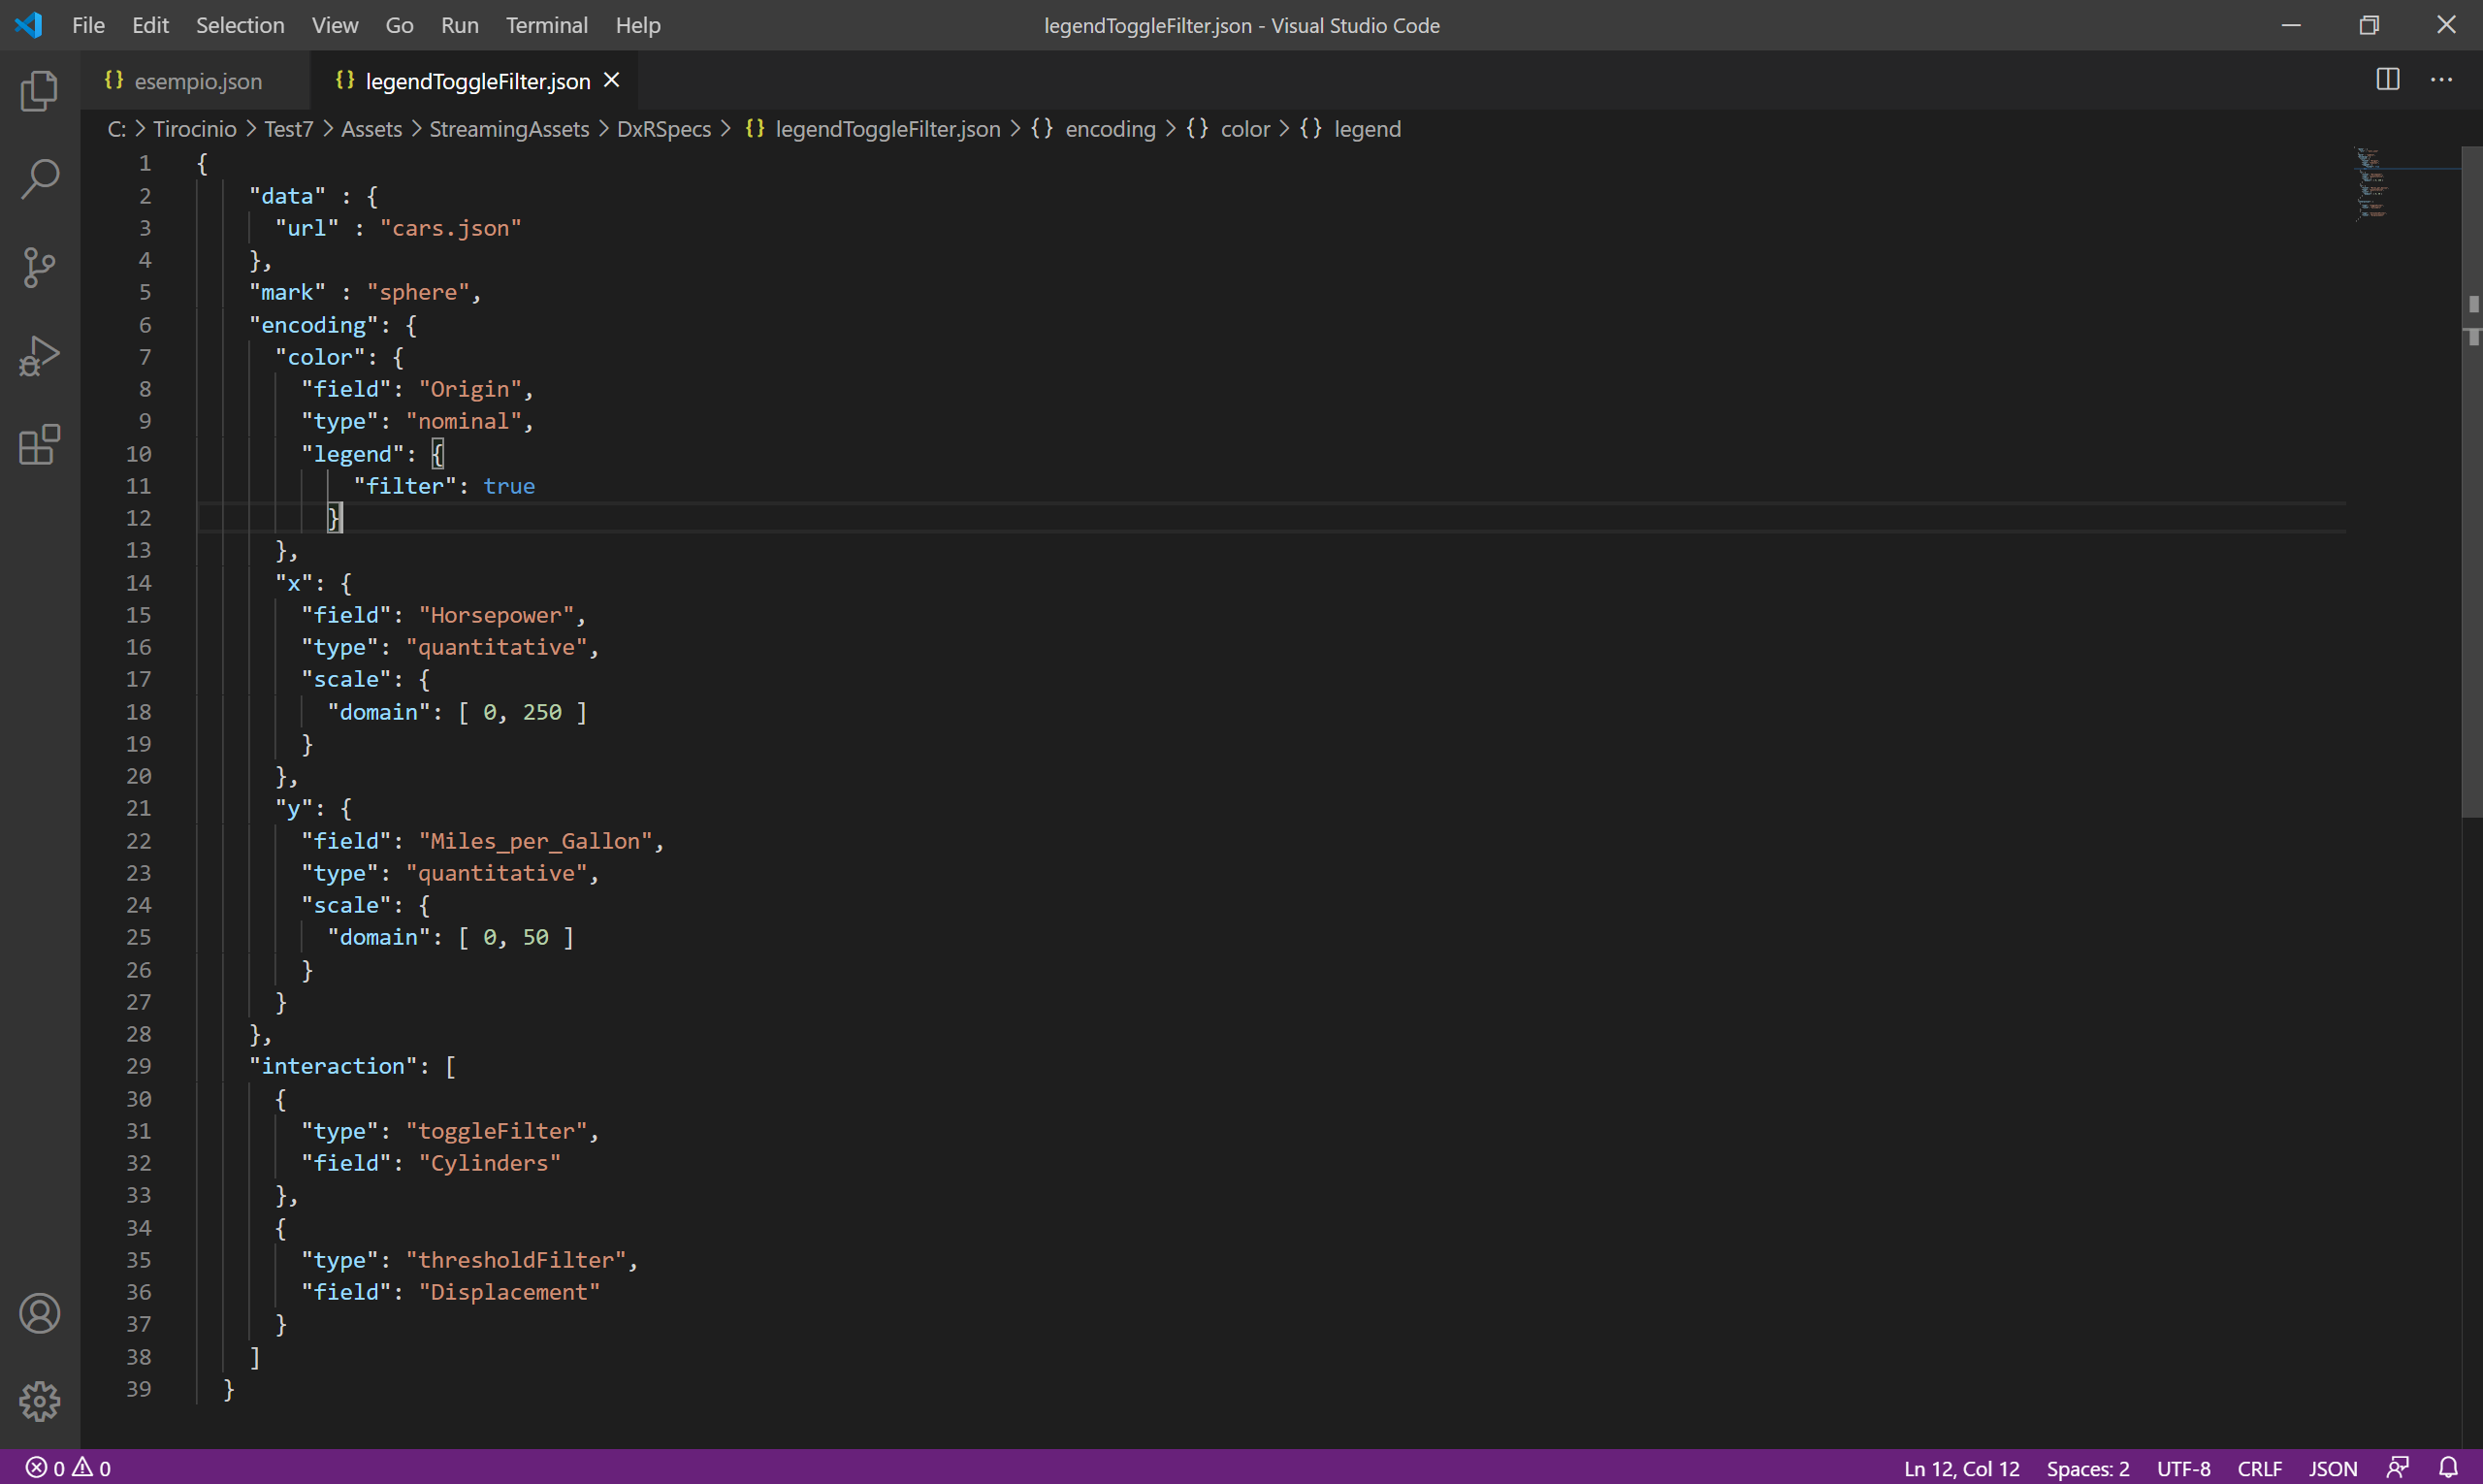 File Edit Selection View Go Run Terminal Help legendToggleFilter.json - Visual Studio Code
{} esempio.json {} legendToggleFilter.json
C: > Tirocinio > Test7 > Assets > StreamingAssets > DxRSpecs > {} legendToggleFilter.json > {} encoding > {} color > {} legend
1 {
2 "data" : {
3 "url" : "cars.json"
4 },
5 "mark" : "sphere",
6 "encoding": {
7 "color": {
8 "field": "Origin",
9 "type": "nominal",
10 "legend": {
11 "filter": true
12 }
13 },
14 "x": {
15 "field": "Horsepower",
16 "type": "quantitative",
17 "scale": {
18 "domain": [ 0, 250 ]
19 }
20 },
21 "y": {
22 "field": "Miles_per_Gallon",
23 "type": "quantitative",
24 "scale": {
25 "domain": [ 0, 50 ]
26 }
27 }
28 },
29 "interaction": [
30 {
31 "type": "toggleFilter",
32 "field": "Cylinders"
33 },
34 {
35 "type": "thresholdFilter",
36 "field": "Displacement"
37 }
38 ]
39 }
0 0 Ln 12, Col 12 Spaces: 2 UTF-8 CRLF JSON